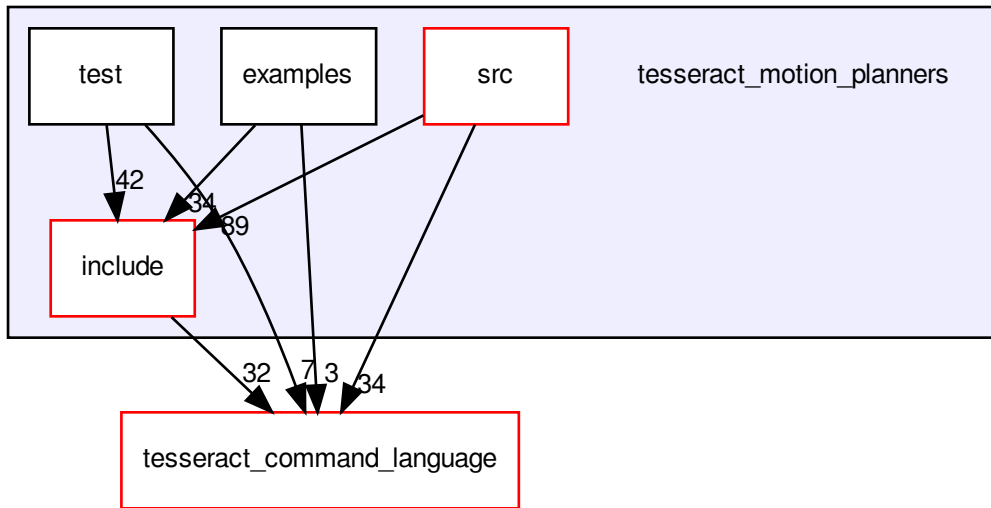 test
examples
src
tesseract_motion_planners
42
34
89
include
32
7
3
34
tesseract_command_language